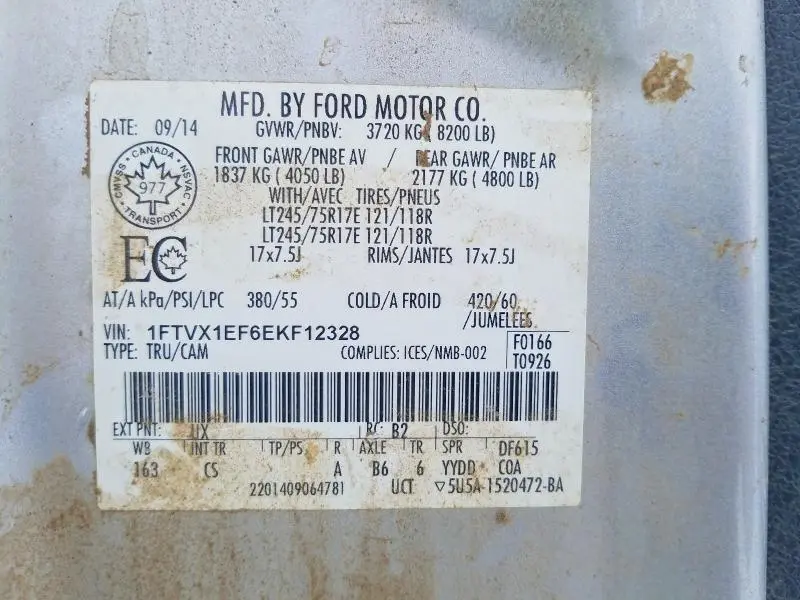 MFD. BY FORD MOTOR CO.
DATE: 09/14
GVWR/PNBV: 3720 KG ( 8200 LB)
FRONT GAWR/PNBE AV / REAR GAWR/ PNBE AR
1837 KG ( 4050 LB) 2177 KG ( 4800 LB)
WITH/AVEC TIRES/PNEUS
LT245/75R17E 121/118R
LT245/75R17E 121/118R
17x7.5J RIMS/JANTES 17x7.5J
CMVSS • CANADA • NSVAC
977
TRANSPORT
EC
AT/A kPa/PSI/LPC 380/55 COLD/A FROID 420/60
/JUMELEES
VIN: 1FTVX1EF6EKF12328
TYPE: TRU/CAM COMPLIES: ICES/NMB-002
F0166
T0926
EXT PNT: UX RC: B2 DSO:
WB INT TR TP/PS R AXLE TR SPR DF615
163 CS A B6 6 YYDD COA
2201409064781 UCT ▽5U5A-1520472-BA